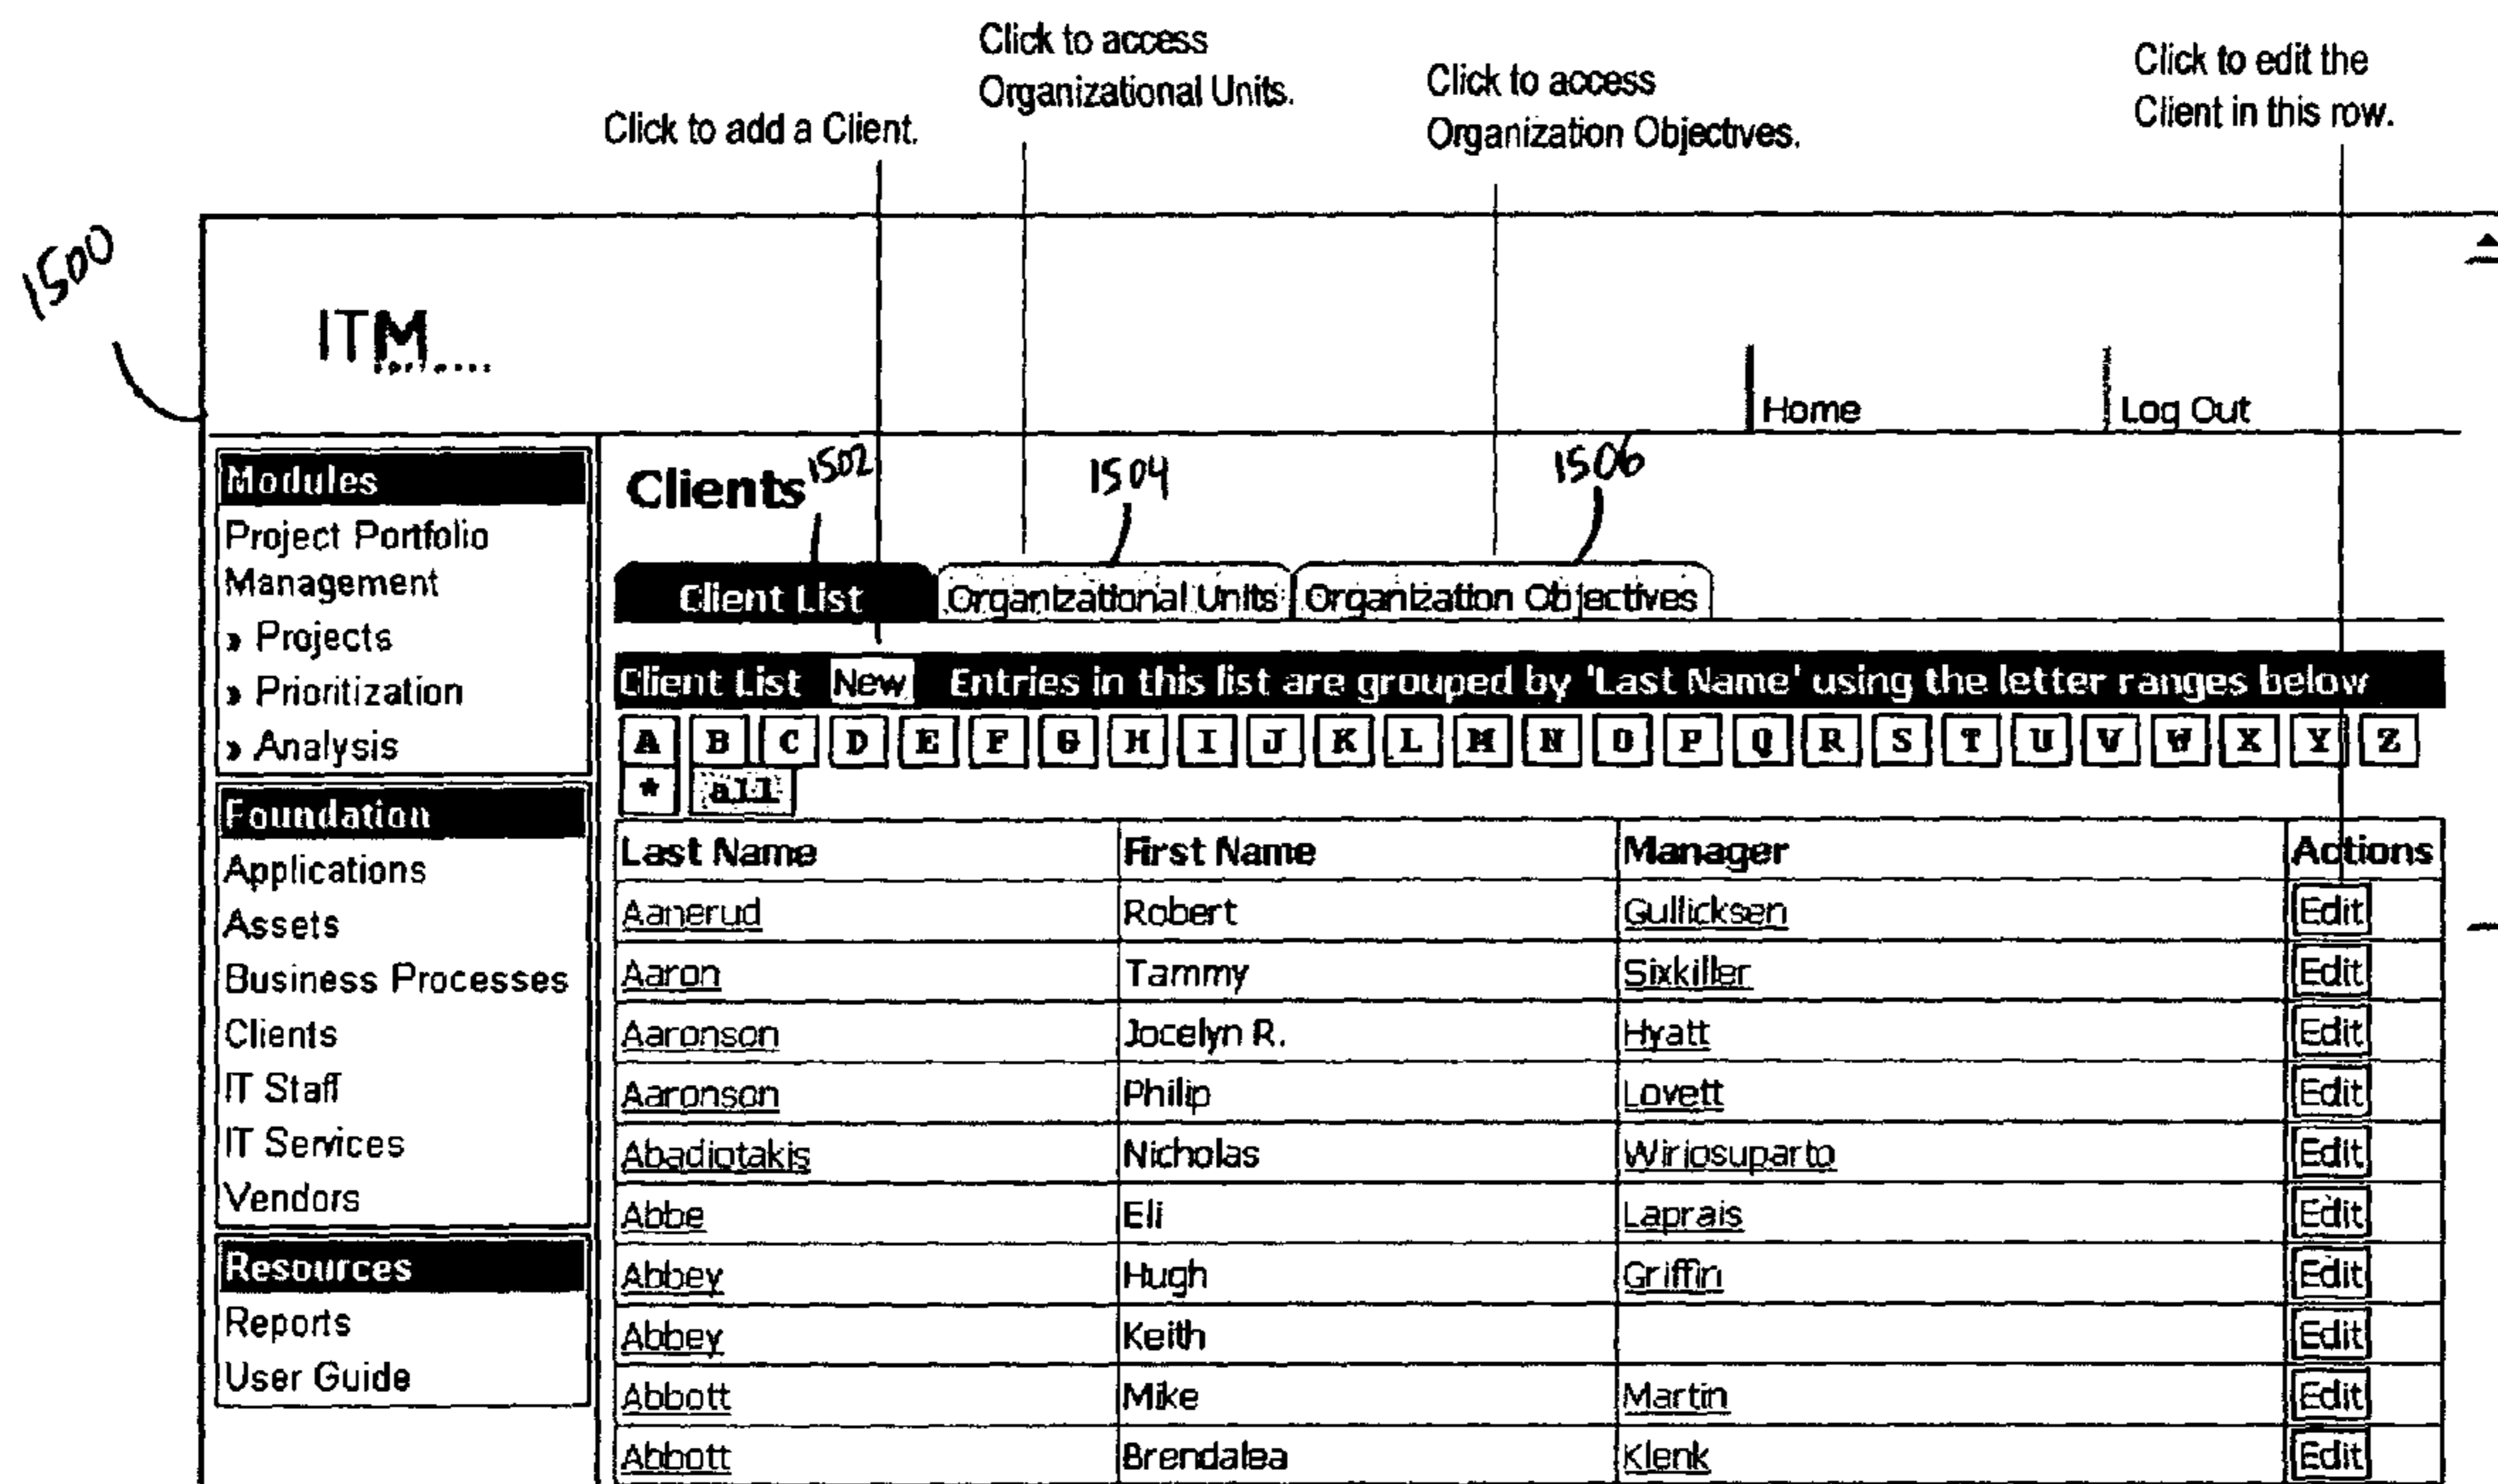 Click to access
Organizational Units.
Click to access
Organization Objectives.
Click to edit the
Client in this row.
Click to add a Client.
1500
ITM
Home
Log Out
Modules
Project Portfolio
Management
» Projects
» Prioritization
» Analysis
Foundation
Applications
Assets
Business Processes
Clients
IT Staff
IT Services
Vendors
Resources
Reports
User Guide
Clients
1502
1504
1506
Client List
Organizational Units
Organization Objectives
Client List New Entries in this list are grouped by 'Last Name' using the letter ranges below
A B C D E F G H I J K L M N O P Q R S T U V W X Y Z
* all
Last Name First Name Manager Actions
Aanerud Robert Gullicksen Edit
Aaron Tammy Sixkiller Edit
Aaronson Jocelyn R. Hyatt Edit
Aaronson Philip Lovett Edit
Abadiotakis Nicholas Wiriosuparto Edit
Abbe Eli Laprais Edit
Abbey Hugh Griffin Edit
Abbey Keith Edit
Abbott Mike Martin Edit
Abbott Brendalea Klenk Edit